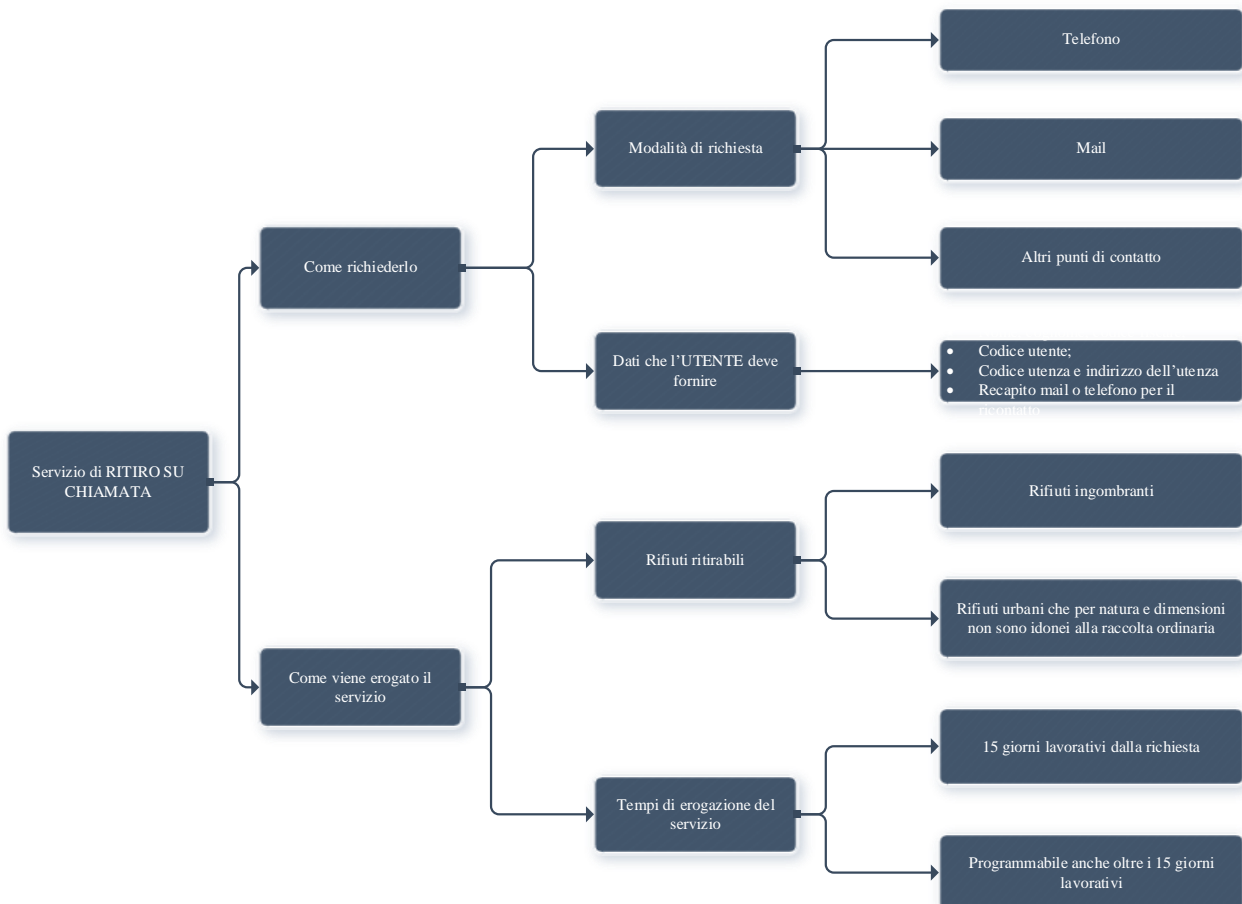 Servizio di RITIRO SU
CHIAMATA
Come richiederlo
Modalità di richiesta
Telefono
Mail
Altri punti di contatto
Dati che l'UTENTE deve
fornire
• Codice utente;
• Codice utenza e indirizzo dell'utenza
• Recapito mail o telefono per il
ricontatto
Come viene erogato il
servizio
Rifiuti ritirabili
Rifiuti ingombranti
Rifiuti urbani che per natura e dimensioni
non sono idonei alla raccolta ordinaria
Tempi di erogazione del
servizio
15 giorni lavorativi dalla richiesta
Programmabile anche oltre i 15 giorni
lavorativi